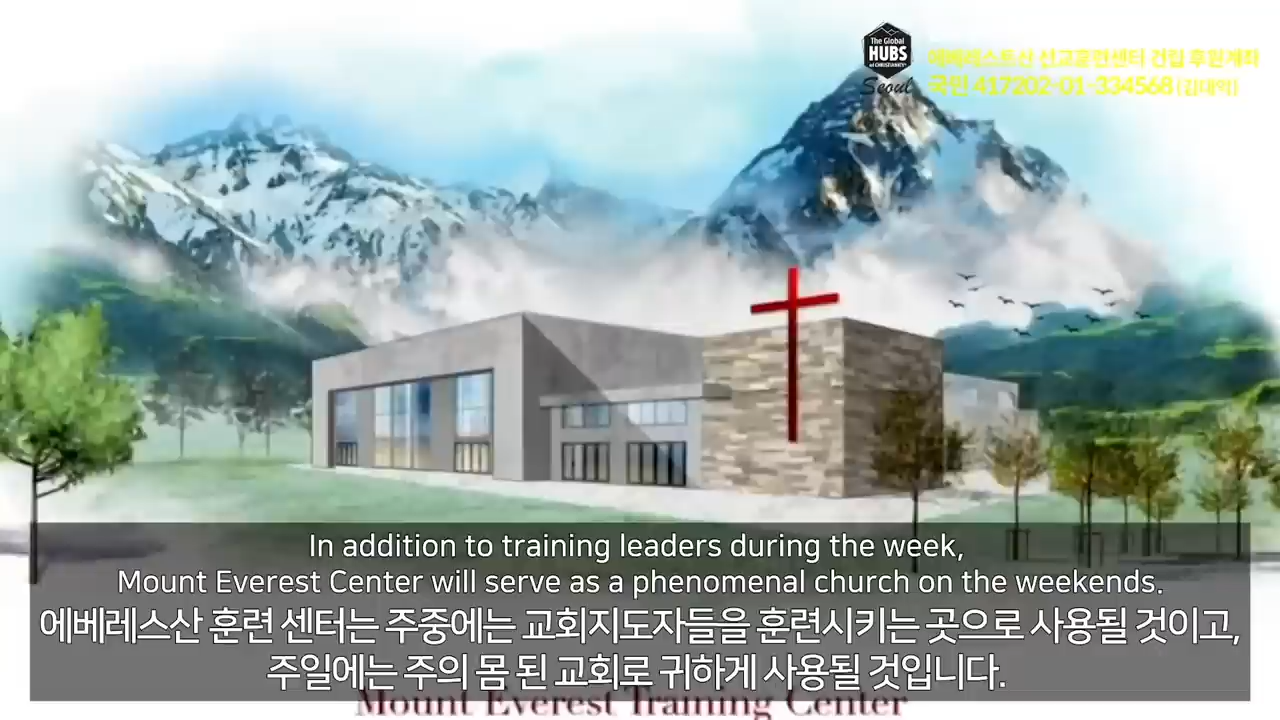 The Global
HUBS
of CHRISTIANITY
Seoul
에베레스트산 선교훈련센터 건립 후원계좌
국민 417202-01-334568 (김대학)
In addition to training leaders during the week,
Mount Everest Center will serve as a phenomenal church on the weekends.
에베레스산 훈련 센터는 주중에는 교회지도자들을 훈련시키는 곳으로 사용될 것이고,
주일에는 주의 몸 된 교회로 귀하게 사용될 것입니다.
Mount Everest Training Center